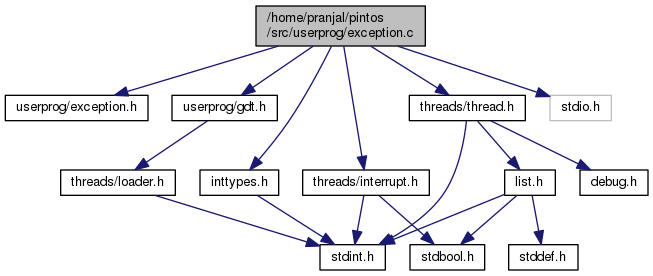 /home/pranjal/pintos
/src/userprog/exception.c
userprog/exception.h
userprog/gdt.h
threads/thread.h
stdio.h
threads/loader.h
inttypes.h
threads/interrupt.h
list.h
debug.h
stdint.h
stdbool.h
stddef.h